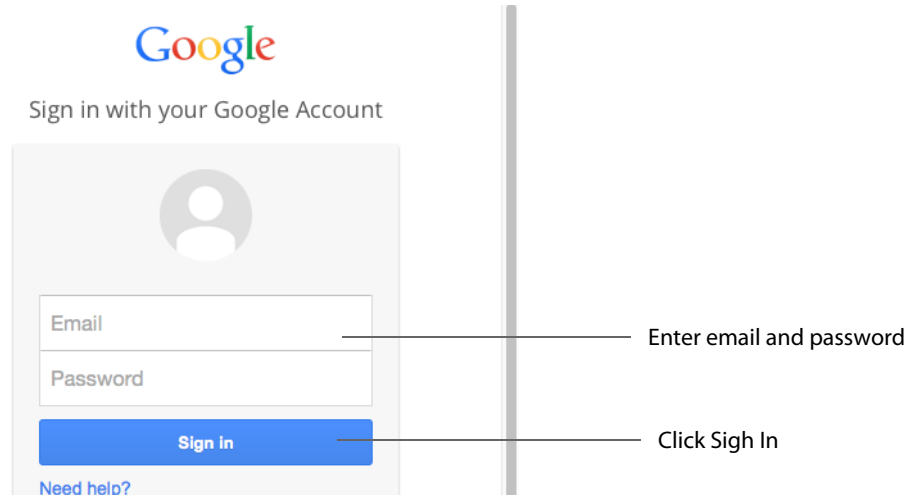 Google
Sign in with your Google Account
Email
Enter email and password
Password
Sign in
Click Sigh In
Need help?